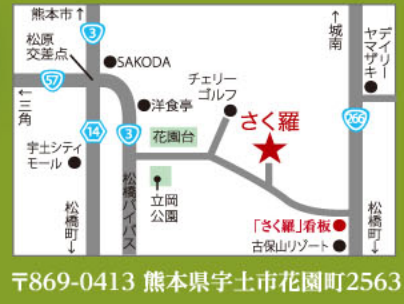 熊本市↑
3
松原
交差点
SAKODA
57
←三角
洋食亭
チェリー
ゴルフ
↑城南
デイリー
ヤマザキ
さく羅
266
14
3
花園台
宇土シティ
モール
松橋バイパス
立岡
公園
「さく羅」看板
古保山リゾート
松橋町↓
松橋町↓
〒869-0413 熊本県宇土市花園町2563